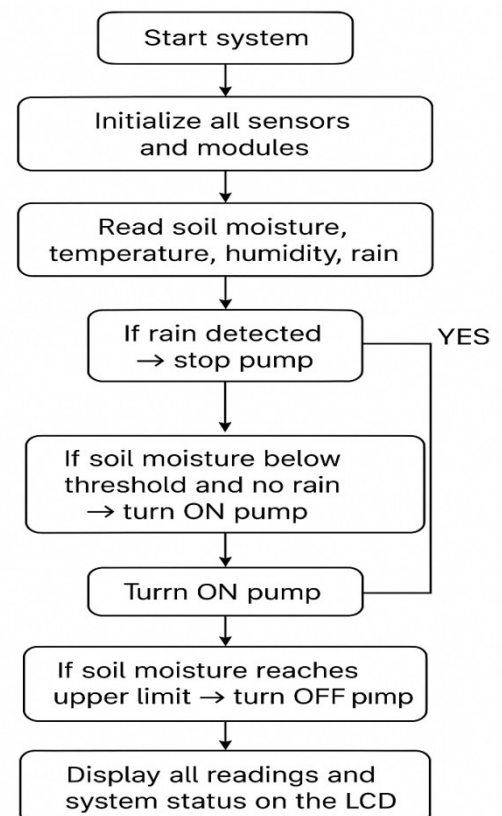 Start system
Initialize all sensors
and modules
Read soil moisture,
temperature, humidity, rain
If rain detected
→ stop pump
YES
If soil moisture below
threshold and no rain
→ turn ON pump
Turrn ON pump
If soil moisture reaches
upper limit → turn OFF pımp
Display all readings and
system status on the LCD